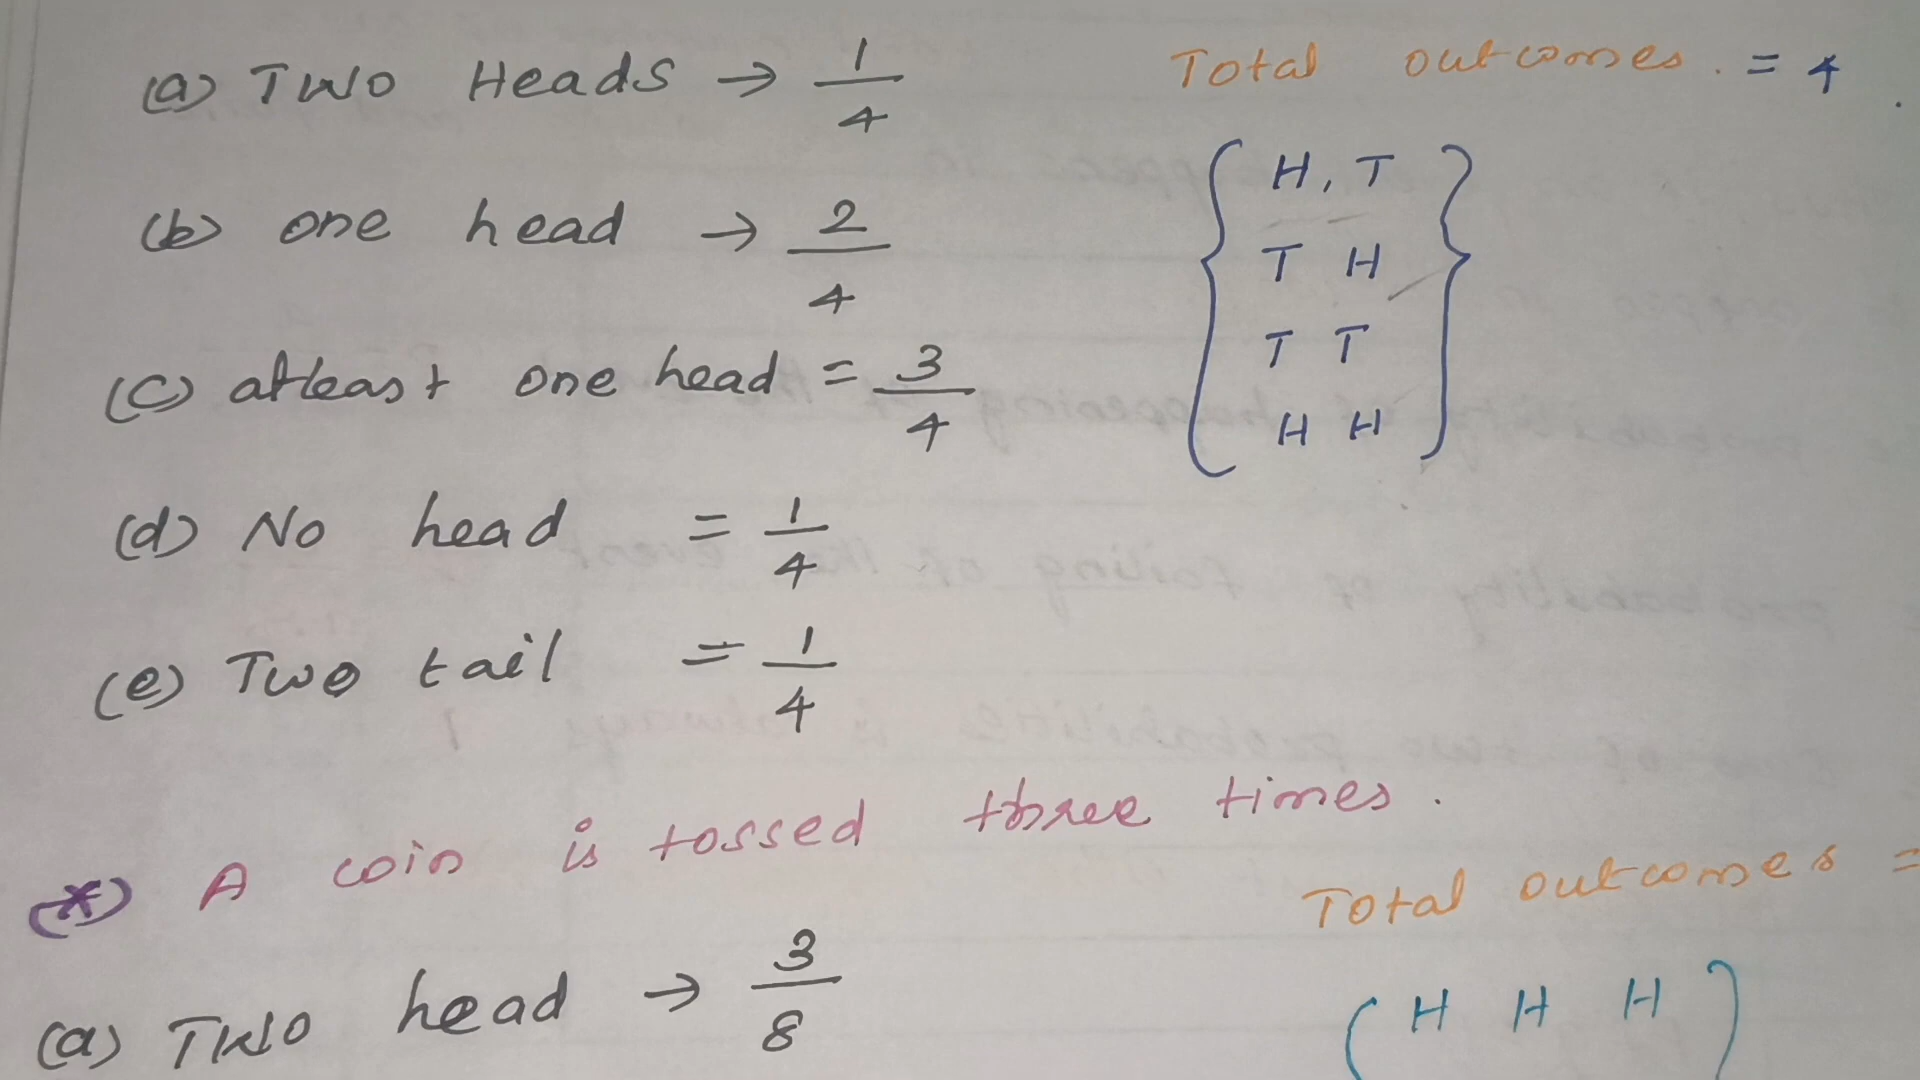 (a) Two Heads → 1/4
Total outcomes. = 4.
{ H, T
T H
T T
H H }
(b) one head → 2/4
(c) atleast one head = 3/4
(d) No head = 1/4
(e) Two tail = 1/4
(*) A coin is tossed three times.
Total outcomes =
(a) Two head → 3/8
( H H H )